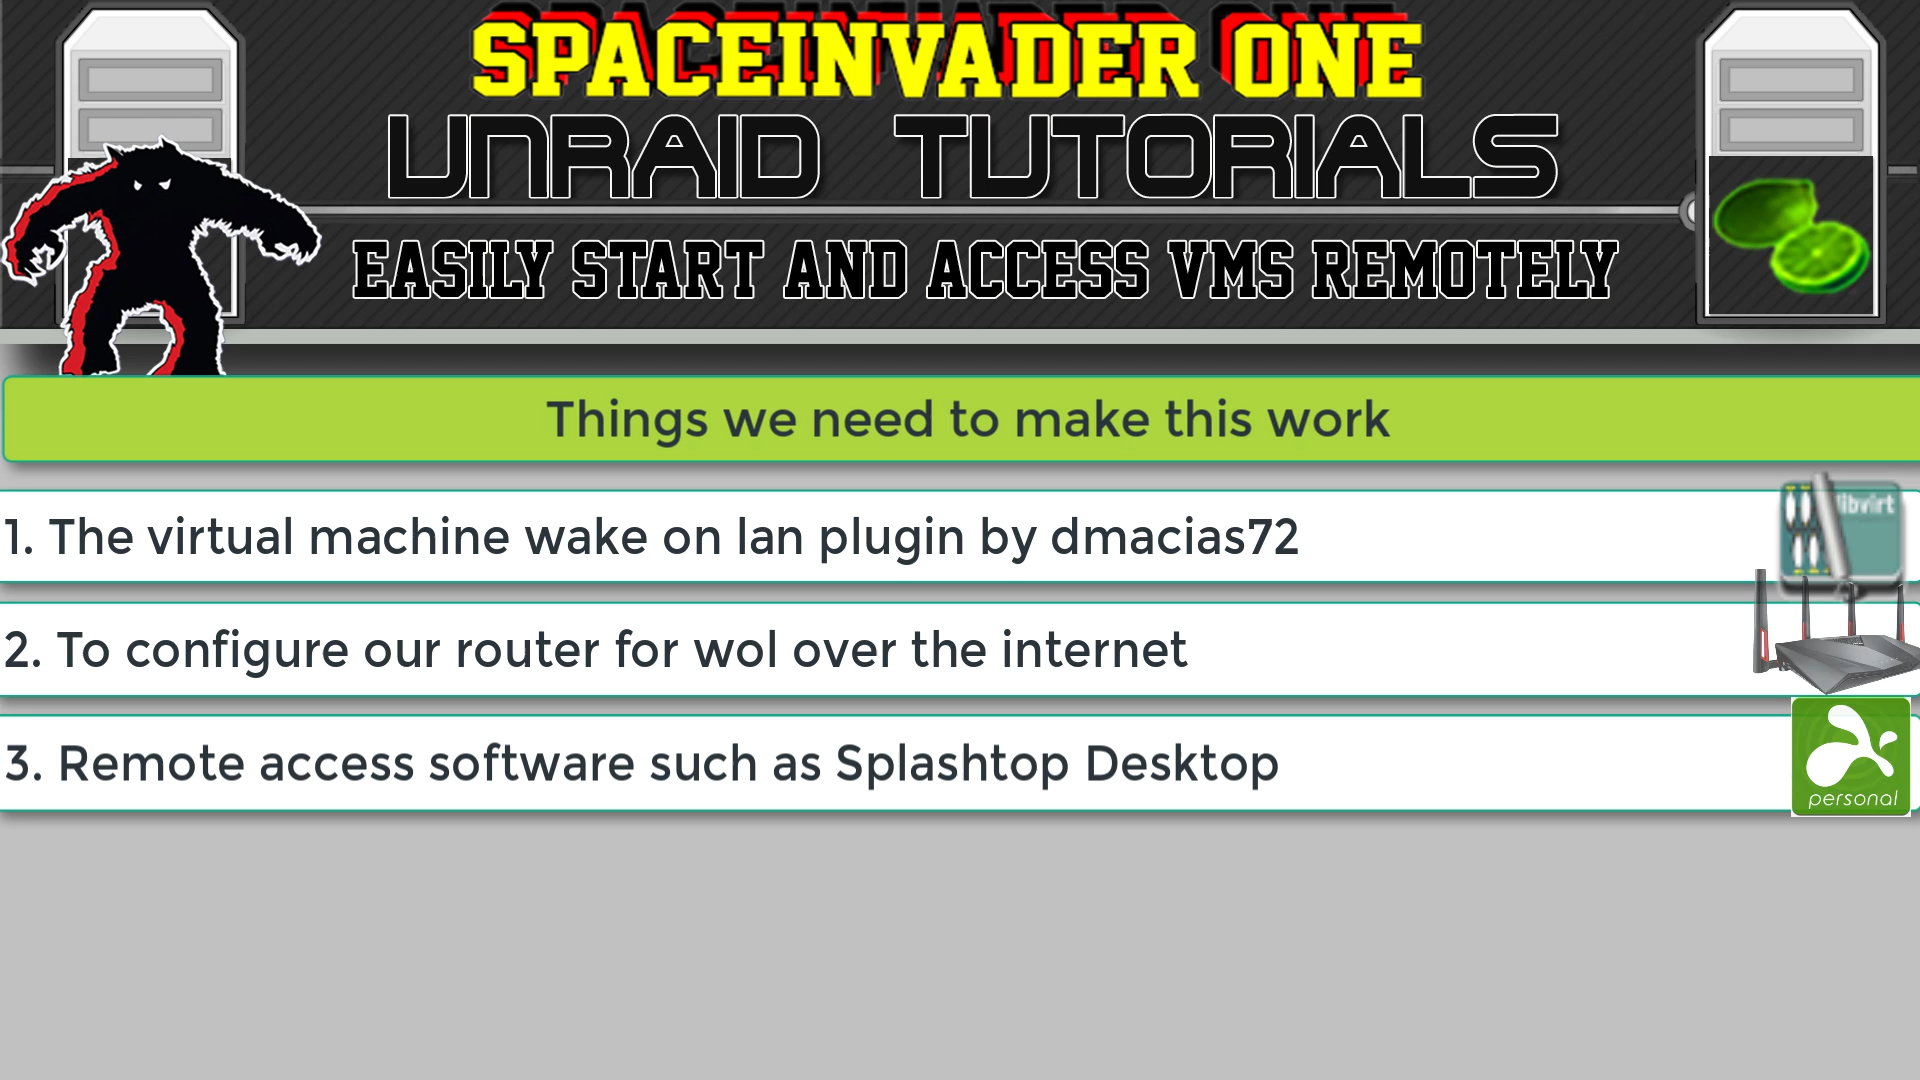 SPACEINVADER ONE
UNRAID TUTORIALS
EASILY START AND ACCESS VMS REMOTELY
Things we need to make this work
1. The virtual machine wake on lan plugin by dmacias72
libvirt
2. To configure our router for wol over the internet
3. Remote access software such as Splashtop Desktop
personal